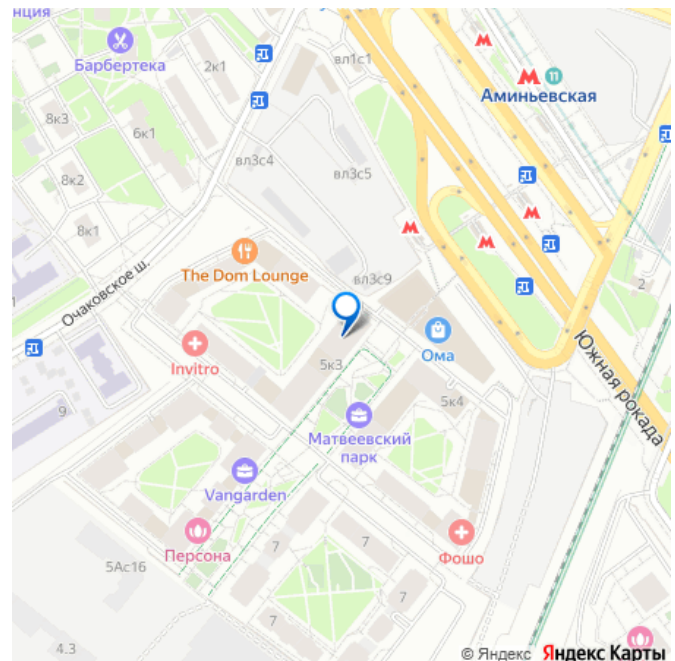 нция
Барбертека
2к1
вл1с1
М 11
Аминьевская
8к3
6к1
вл3с4
вл3с5
8к2
8к1
The Dom Lounge
вл3с9
2
Очаковское ш.
Ома
Invitro
5к3
5к4
Южная рокада
9
Матвеевский
парк
Vangarden
Персона
Фошо
7
7
5Ас16
7
7
4.3
© Яндекс Яндекс Карты